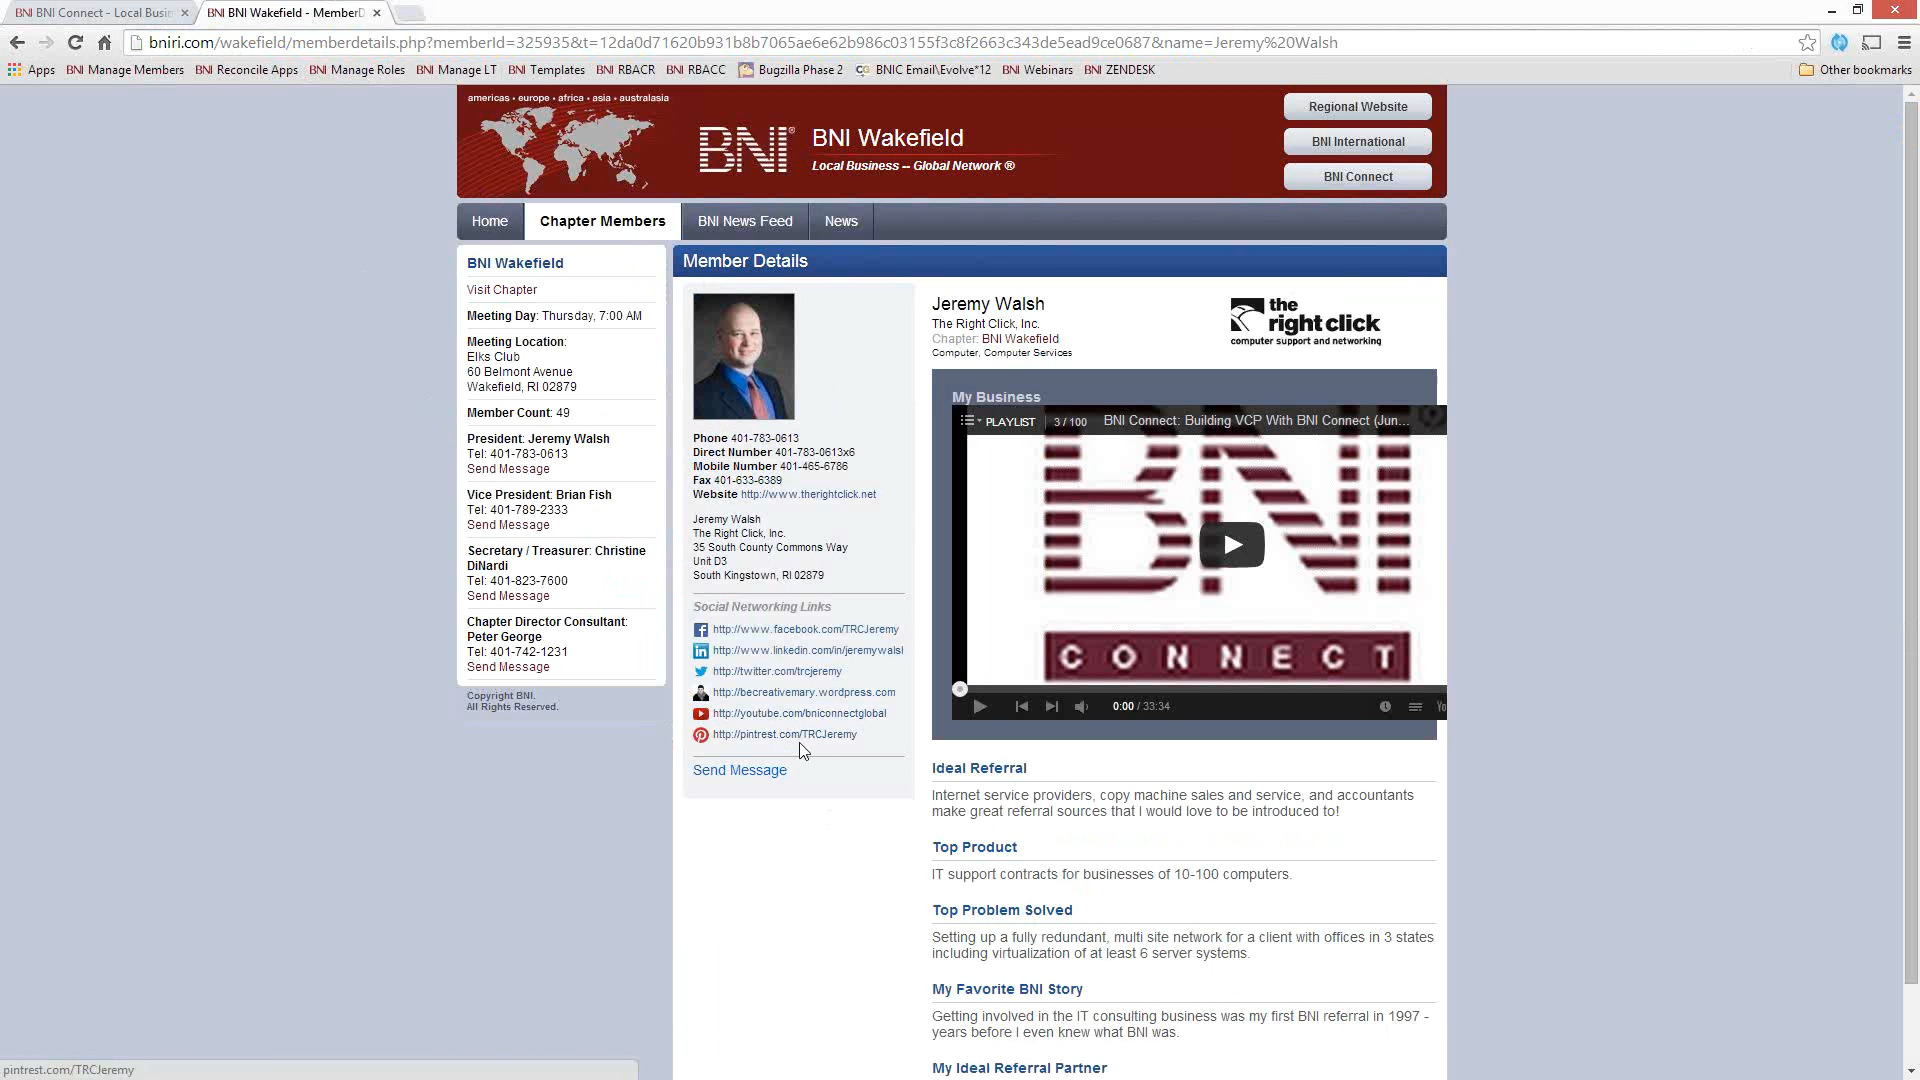 BNI BNI Connect - Local Busin
BNI BNI Wakefield - MemberD
bniri.com/wakefield/memberdetails.php?memberId=325935&t=12da0d71620b931b8b7065ae6e62b986c03155f3c8f2663c343de5ead9ce0687&name=Jeremy%20Walsh
Apps BNI BNI Manage Members BNI BNI Reconcile Apps BNI BNI Manage Roles BNI BNI Manage LT BNI BNI Templates BNI BNI RBACR BNI BNI RBACC Bugzilla Phase 2 BNIC Email\Evolve*12 BNI BNI Webinars BNI BNI ZENDESK Other bookmarks
americas • europe • africa • asia • australasia
BNI®
BNI Wakefield
Local Business -- Global Network ®
Regional Website
BNI International
BNI Connect
Home
Chapter Members
BNI News Feed
News
BNI Wakefield
Visit Chapter
Meeting Day: Thursday, 7:00 AM
Meeting Location:
Elks Club
60 Belmont Avenue
Wakefield, RI 02879
Member Count: 49
President: Jeremy Walsh
Tel: 401-783-0613
Send Message
Vice President: Brian Fish
Tel: 401-789-2333
Send Message
Secretary / Treasurer: Christine
DiNardi
Tel: 401-823-7600
Send Message
Chapter Director Consultant:
Peter George
Tel: 401-742-1231
Send Message
Copyright BNI.
All Rights Reserved.
Member Details
Phone 401-783-0613
Direct Number 401-783-0613x6
Mobile Number 401-465-6786
Fax 401-633-6389
Website http://www.therightclick.net
Jeremy Walsh
The Right Click, Inc.
35 South County Commons Way
Unit D3
South Kingstown, RI 02879
Social Networking Links
http://www.facebook.com/TRCJeremy
http://www.linkedin.com/in/jeremywalsl
http://twitter.com/trcjeremy
http://becreativemary.wordpress.com
http://youtube.com/bniconnectglobal
http://pintrest.com/TRCJeremy
Send Message
Jeremy Walsh
The Right Click, Inc.
Chapter: BNI Wakefield
Computer, Computer Services
the
right click
computer support and networking
My Business
PLAYLIST 3 / 100 BNI Connect: Building VCP With BNI Connect (Jun...
BNI
CONNECT
0:00 / 33:34
Yo
Ideal Referral
Internet service providers, copy machine sales and service, and accountants
make great referral sources that I would love to be introduced to!
Top Product
IT support contracts for businesses of 10-100 computers.
Top Problem Solved
Setting up a fully redundant, multi site network for a client with offices in 3 states
including virtualization of at least 6 server systems.
My Favorite BNI Story
Getting involved in the IT consulting business was my first BNI referral in 1997 -
years before I even knew what BNI was.
My Ideal Referral Partner
pintrest.com/TRCJeremy